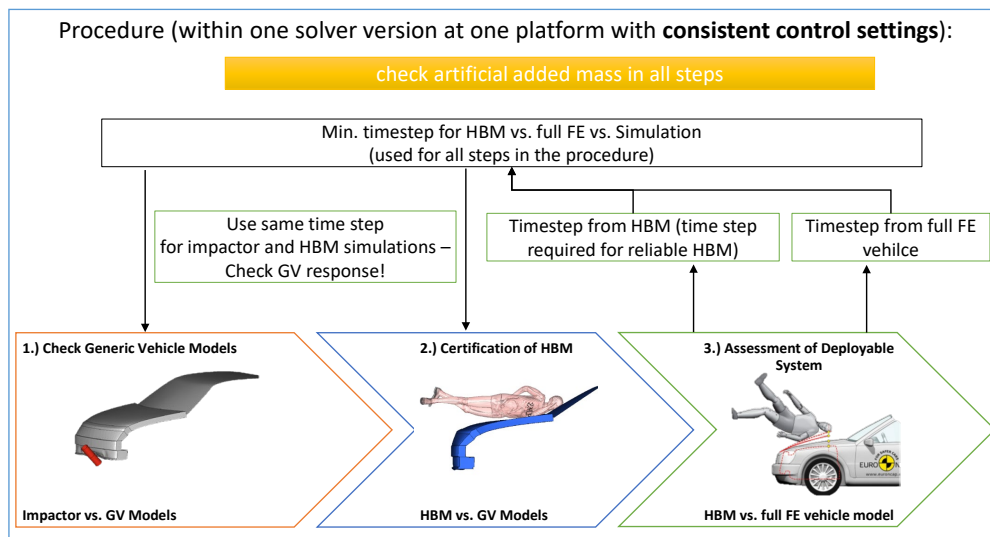 Procedure (within one solver version at one platform with consistent control settings):
check artificial added mass in all steps
Min. timestep for HBM vs. full FE vs. Simulation
(used for all steps in the procedure)
Use same time step
for impactor and HBM simulations –
Check GV response!
Timestep from HBM (time step
required for reliable HBM)
Timestep from full FE
vehilce
1.) Check Generic Vehicle Models
Impactor vs. GV Models
2.) Certification of HBM
HBM vs. GV Models
3.) Assessment of Deployable
System
HBM vs. full FE vehicle model